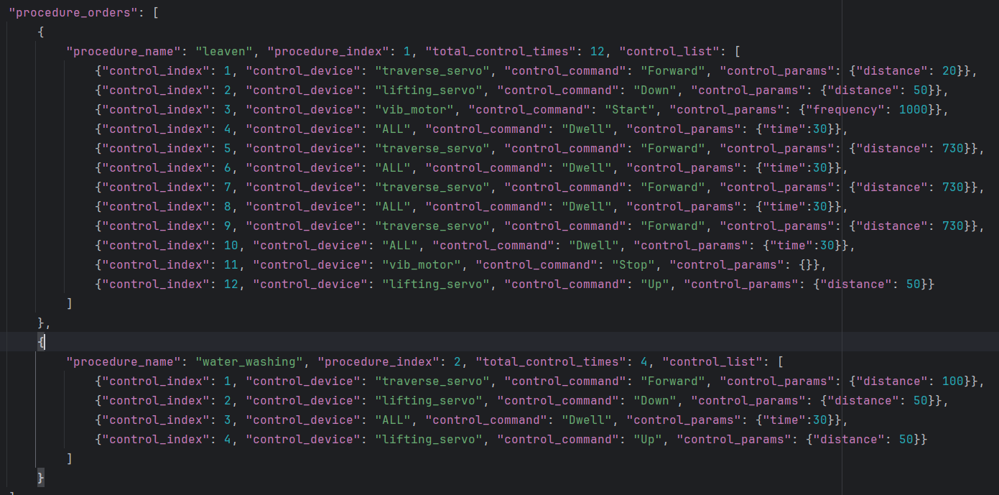 "procedure_orders": [
{
"procedure_name": "leaven", "procedure_index": 1, "total_control_times": 12, "control_list": [
{"control_index": 1, "control_device": "traverse_servo", "control_command": "Forward", "control_params": {"distance": 20}},
{"control_index": 2, "control_device": "lifting_servo", "control_command": "Down", "control_params": {"distance": 50}},
{"control_index": 3, "control_device": "vib_motor", "control_command": "Start", "control_params": {"frequency": 1000}},
{"control_index": 4, "control_device": "ALL", "control_command": "Dwell", "control_params": {"time":30}},
{"control_index": 5, "control_device": "traverse_servo", "control_command": "Forward", "control_params": {"distance": 730}},
{"control_index": 6, "control_device": "ALL", "control_command": "Dwell", "control_params": {"time":30}},
{"control_index": 7, "control_device": "traverse_servo", "control_command": "Forward", "control_params": {"distance": 730}},
{"control_index": 8, "control_device": "ALL", "control_command": "Dwell", "control_params": {"time":30}},
{"control_index": 9, "control_device": "traverse_servo", "control_command": "Forward", "control_params": {"distance": 730}},
{"control_index": 10, "control_device": "ALL", "control_command": "Dwell", "control_params": {"time":30}},
{"control_index": 11, "control_device": "vib_motor", "control_command": "Stop", "control_params": {}},
{"control_index": 12, "control_device": "lifting_servo", "control_command": "Up", "control_params": {"distance": 50}}
]
},
{
"procedure_name": "water_washing", "procedure_index": 2, "total_control_times": 4, "control_list": [
{"control_index": 1, "control_device": "traverse_servo", "control_command": "Forward", "control_params": {"distance": 100}},
{"control_index": 2, "control_device": "lifting_servo", "control_command": "Down", "control_params": {"distance": 50}},
{"control_index": 3, "control_device": "ALL", "control_command": "Dwell", "control_params": {"time":30}},
{"control_index": 4, "control_device": "lifting_servo", "control_command": "Up", "control_params": {"distance": 50}}
]
}
]